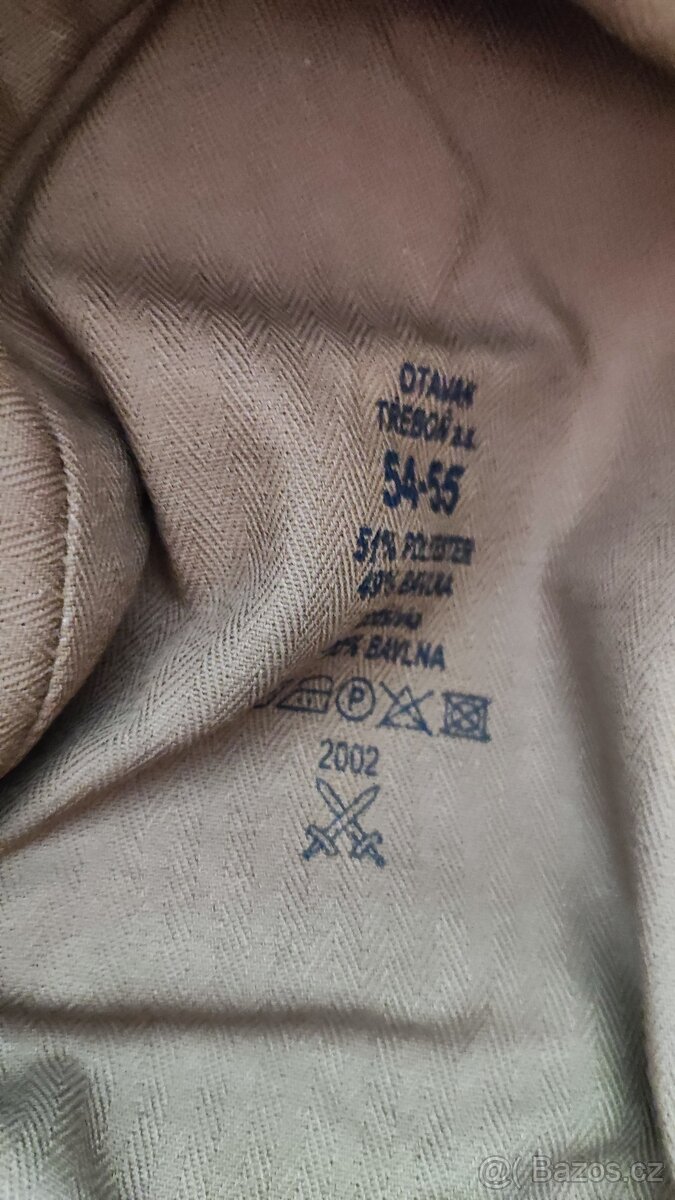 OTAVAN
TŘEBOŇ a.s.
54-55
51% POLYESTER
49% BAVLNA
% BAVLNA
P
2002
@( Bazos.cz